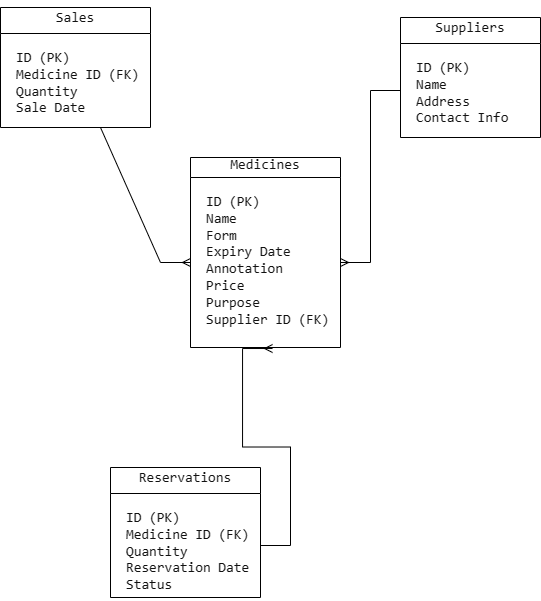 Sales
ID (PK)
Medicine ID (FK)
Quantity
Sale Date
Suppliers
ID (PK)
Name
Address
Contact Info
Medicines
ID (PK)
Name
Form
Expiry Date
Annotation
Price
Purpose
Supplier ID (FK)
Reservations
ID (PK)
Medicine ID (FK)
Quantity
Reservation Date
Status